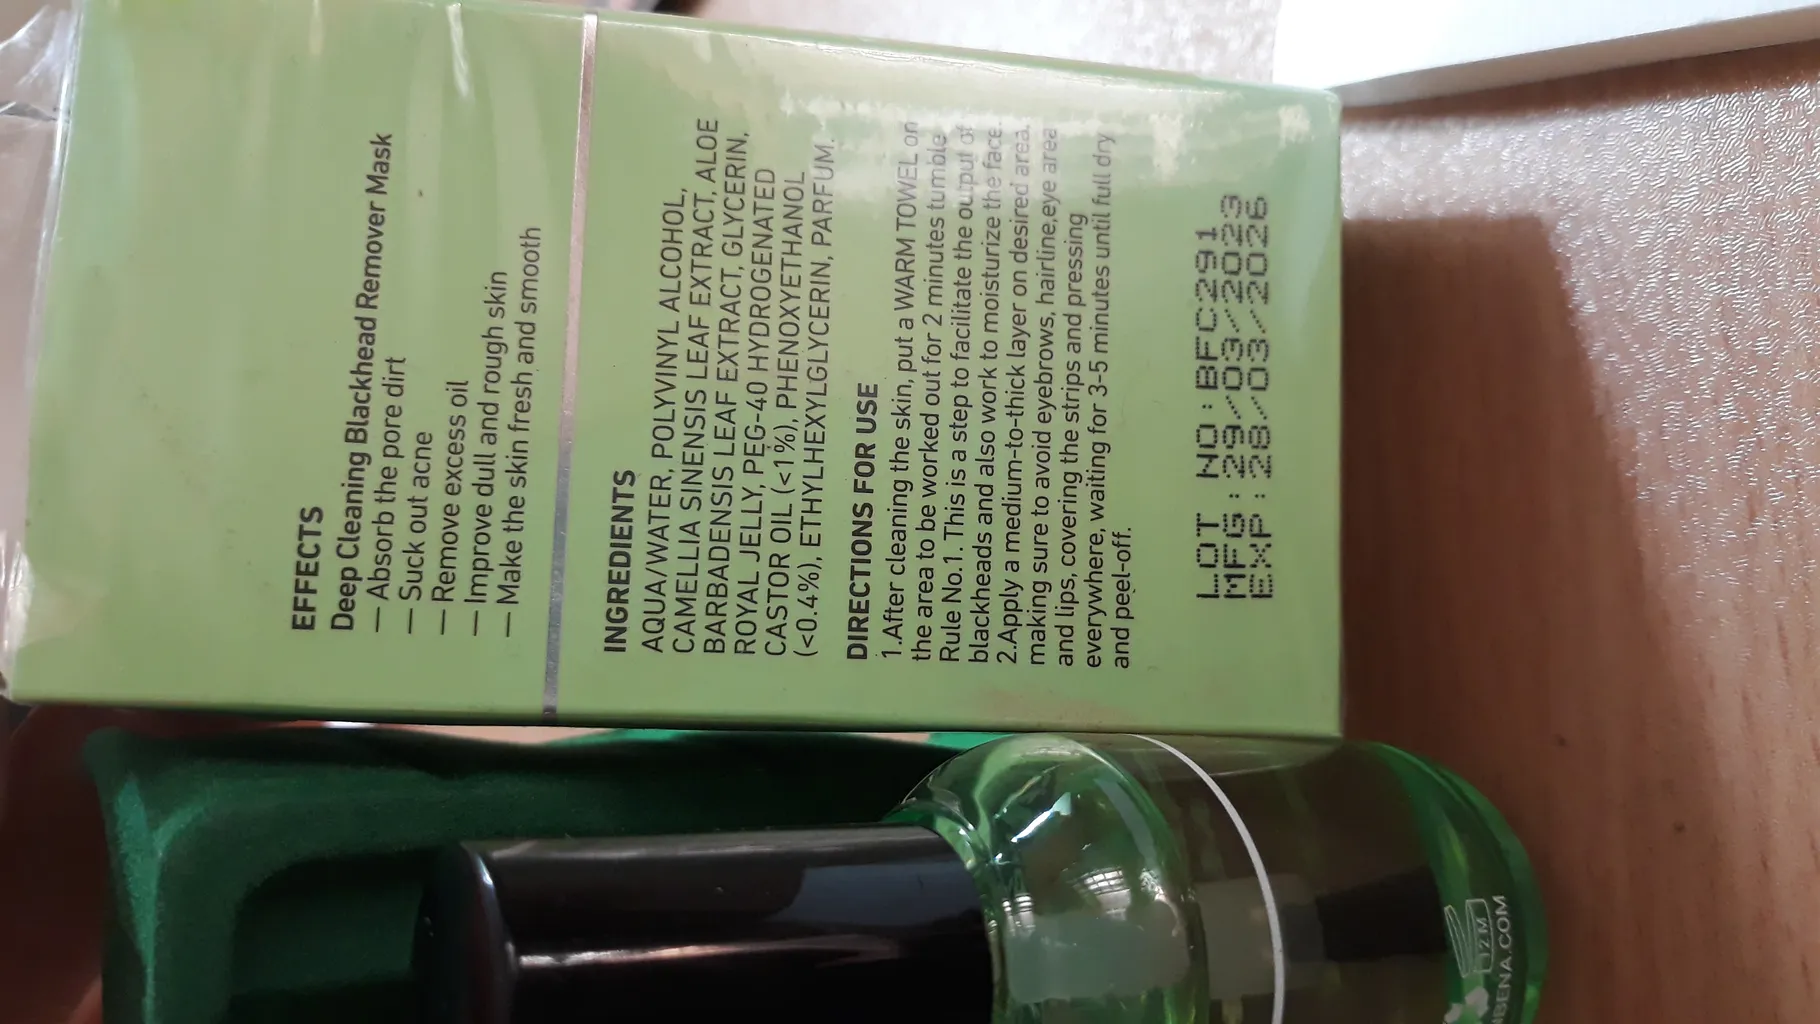 EFFECTS
Deep Cleaning Blackhead Remover Mask
— Absorb the pore dirt
— Suck out acne
— Remove excess oil
— Improve dull and rough skin
— Make the skin fresh and smooth
INGREDIENTS
AQUA/WATER, POLYVINYL ALCOHOL,
CAMELLIA SINENSIS LEAF EXTRACT, ALOE
BARBADENSIS LEAF EXTRACT, GLYCERIN,
ROYAL JELLY, PEG-40 HYDROGENATED
CASTOR OIL (<1%), PHENOXYETHANOL
(<0.4%), ETHYLHEXYLGLYCERIN, PARFUM.
DIRECTIONS FOR USE
1.After cleaning the skin, put a WARM TOWEL on
the area to be worked out for 2 minutes tumble
Rule No.1. This is a step to facilitate the output of
blackheads and also work to moisturize the face.
2.Apply a medium-to-thick layer on desired area,
making sure to avoid eyebrows, hairline,eye area
and lips, covering the strips and pressing
everywhere, waiting for 3-5 minutes until full dry
and peel-off.
LOT NO:BFC291
MFG:29/03/2023
EXP:28/03/2026
12M
BENA.COM